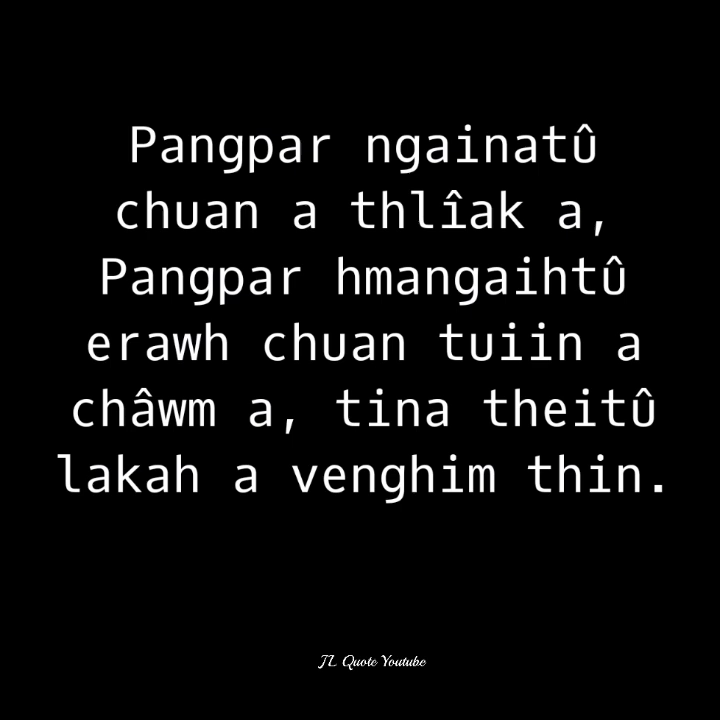 Pangpar ngainatû
chuan a thlîak a,
Pangpar hmangaihtû
erawh chuan tuiin a
châwm a, tina theitû
lakah a venghim thin.
JL Quote Youtube